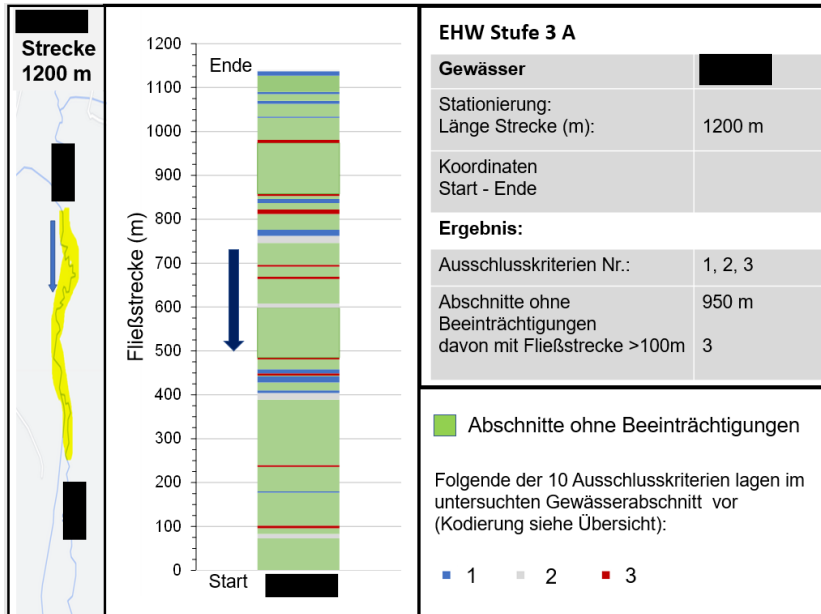 Strecke
1200 m
Fließstrecke (m)
1200
1100
1000
900
800
700
600
500
400
300
200
100
0
Ende
Start
EHW Stufe 3 A
Gewässer
Stationierung:
Länge Strecke (m): 1200 m
Koordinaten
Start - Ende
Ergebnis:
Ausschlusskriterien Nr.: 1, 2, 3
Abschnitte ohne 950 m
Beeinträchtigungen
davon mit Fließstrecke >100m 3
Abschnitte ohne Beeinträchtigungen
Folgende der 10 Ausschlusskriterien lagen im
untersuchten Gewässerabschnitt vor
(Kodierung siehe Übersicht):
1 2 3